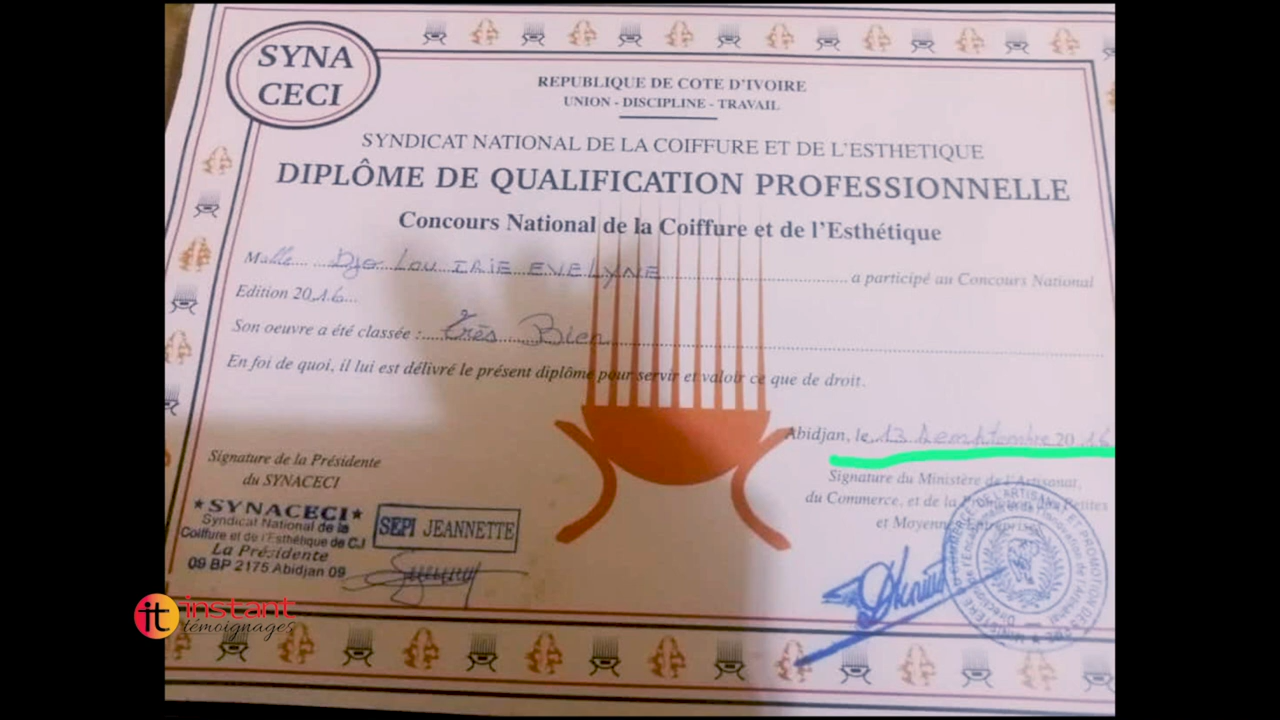 SYNA
CECI
REPUBLIQUE DE COTE D'IVOIRE
UNION - DISCIPLINE - TRAVAIL
SYNDICAT NATIONAL DE LA COIFFURE ET DE L'ESTHETIQUE
DIPLÔME DE QUALIFICATION PROFESSIONNELLE
Concours National de la Coiffure et de l'Esthétique
Mlle Djo LOU IRIE EVELYNE a participé au Concours National
Edition 2016
Son oeuvre a été classée : très Bien
En foi de quoi, il lui est délivré le présent diplôme pour servir et valoir ce que de droit.
Abidjan, le 13 Semptembre 2016
Signature de la Présidente
du SYNACECI
★SYNACECI★
Syndicat National de la
Coiffure et de l'Esthétique de CI
La Présidente
09 BP 2175 Abidjan 09
SEPI JEANNETTE
Signature du Ministère de l'Artisanat,
du Commerce, et de la Petites
et Moyennes Entreprises
it instant
témoignages